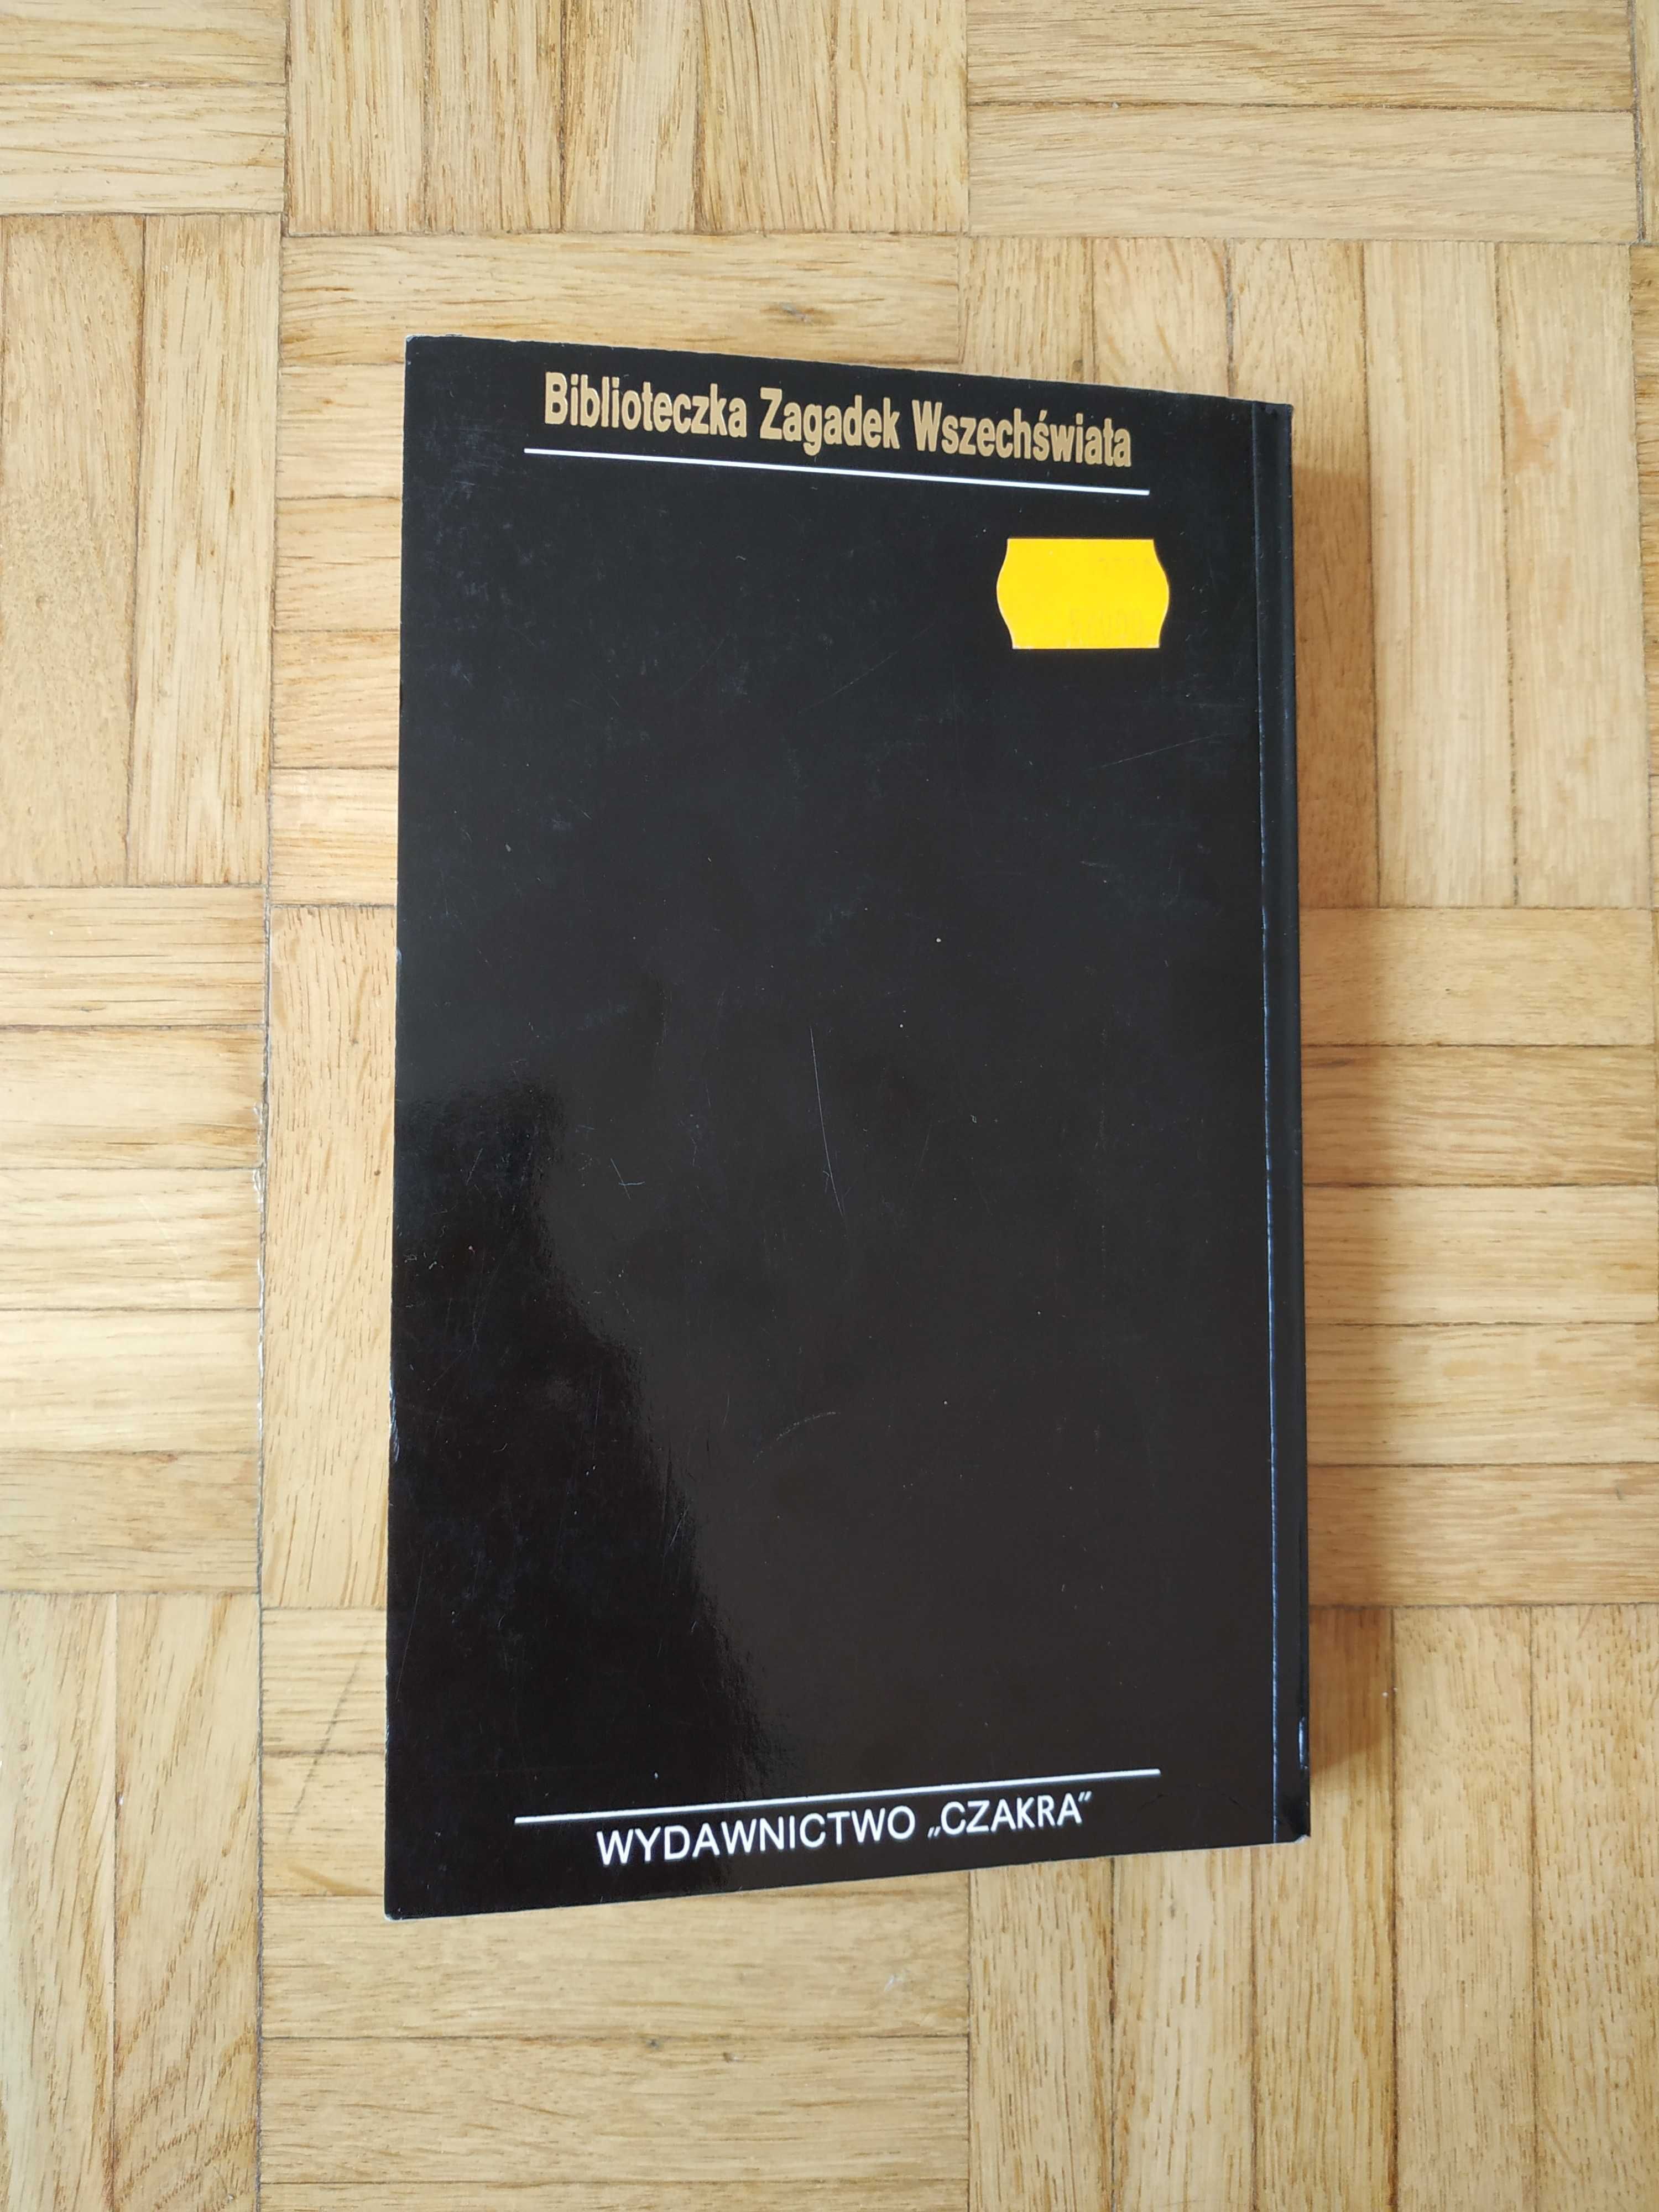 Biblioteczka Zagadek Wszechświata
WYDAWNICTWO „CZAKRA”